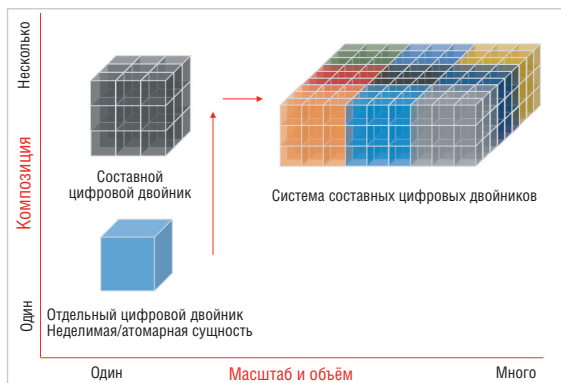 Несколько
Композиция
Один
Составной
цифровой двойник
Система составных цифровых двойников
Отдельный цифровой двойник
Неделимая/атомарная сущность
Один
Масштаб и объём
Много